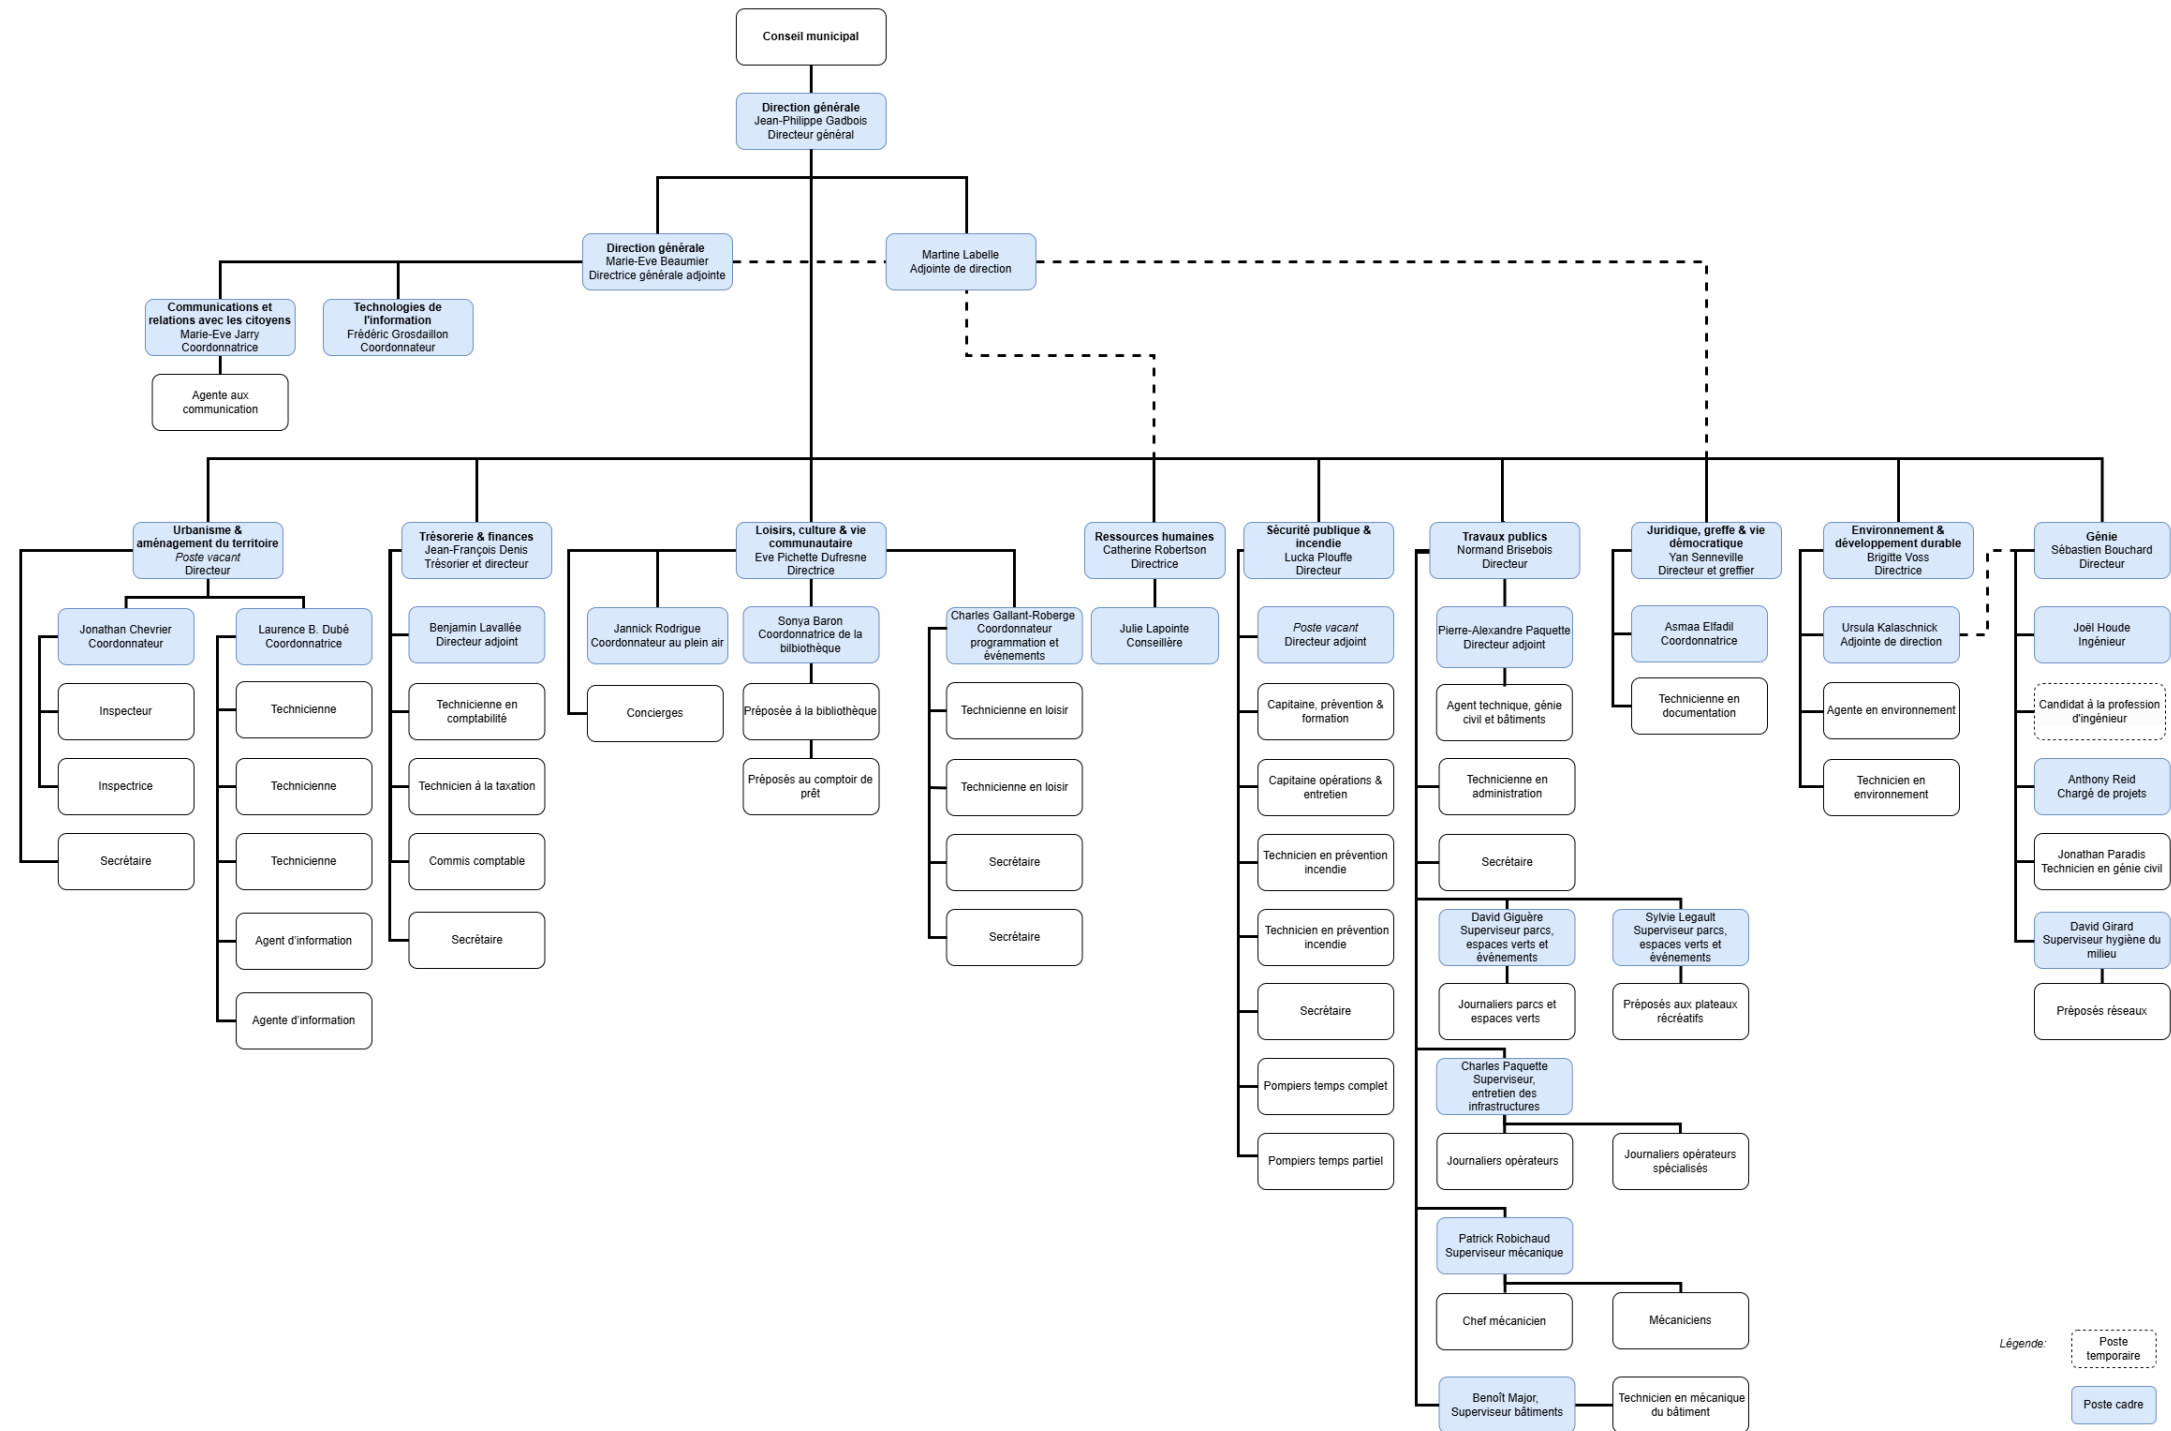 Conseil municipal
Direction générale
Jean-Philippe Gadbois
Directeur général
Direction générale
Marie-Eve Beaumier
Directrice générale adjointe
Martine Labelle
Adjointe de direction
Communications et
relations avec les citoyens
Marie-Eve Jarry
Coordonnatrice
Technologies de
l'information
Frédéric Grosdaillon
Coordonnateur
Agente aux
communication
Urbanisme &
aménagement du territoire
Poste vacant
Directeur
Trésorerie & finances
Jean-François Denis
Trésorier et directeur
Loisirs, culture & vie
communautaire
Eve Pichette Dufresne
Directrice
Ressources humaines
Catherine Robertson
Directrice
Sécurité publique &
incendie
Lucka Plouffe
Directeur
Travaux publics
Normand Brisebois
Directeur
Juridique, greffe & vie
démocratique
Yan Senneville
Directeur et greffier
Environnement &
développement durable
Brigitte Voss
Directrice
Génie
Sébastien Bouchard
Directeur
Jonathan Chevrier
Coordonnateur
Inspecteur
Inspectrice
Secrétaire
Laurence B. Dubé
Coordonnatrice
Technicienne
Technicienne
Technicienne
Agent d'information
Agente d'information
Benjamin Lavallée
Directeur adjoint
Technicienne en
comptabilité
Technicien à la taxation
Commis comptable
Secrétaire
Jannick Rodrigue
Coordonnateur au plein air
Concierges
Sonya Baron
Coordonnatrice de la
bilbiothèque
Préposée à la bibliothèque
Préposés au comptoir de
prêt
Charles Gallant-Roberge
Coordonnateur
programmation et
événements
Technicienne en loisir
Technicienne en loisir
Secrétaire
Secrétaire
Julie Lapointe
Conseillère
Poste vacant
Directeur adjoint
Capitaine, prévention &
formation
Capitaine opérations &
entretien
Technicien en prévention
incendie
Technicien en prévention
incendie
Secrétaire
Pompiers temps complet
Pompiers temps partiel
Pierre-Alexandre Paquette
Directeur adjoint
Agent technique, génie
civil et bâtiments
Technicienne en
administration
Secrétaire
David Giguère
Superviseur parcs,
espaces verts et
événements
Sylvie Legault
Superviseur parcs,
espaces verts et
événements
Journaliers parcs et
espaces verts
Préposés aux plateaux
récréatifs
Charles Paquette
Superviseur,
entretien des
infrastructures
Journaliers opérateurs
Journaliers opérateurs
spécialisés
Patrick Robichaud
Superviseur mécanique
Chef mécanicien
Mécaniciens
Benoît Major,
Superviseur bâtiments
Technicien en mécanique
du bâtiment
Asmaa Elfadil
Coordonnatrice
Technicienne en
documentation
Ursula Kalaschnick
Adjointe de direction
Agente en environnement
Technicien en
environnement
Joël Houde
Ingénieur
Candidat à la profession
d'ingénieur
Anthony Reid
Chargé de projets
Jonathan Paradis
Technicien en génie civil
David Girard
Superviseur hygiène du
milieu
Préposés réseaux
Légende:
Poste
temporaire
Poste cadre